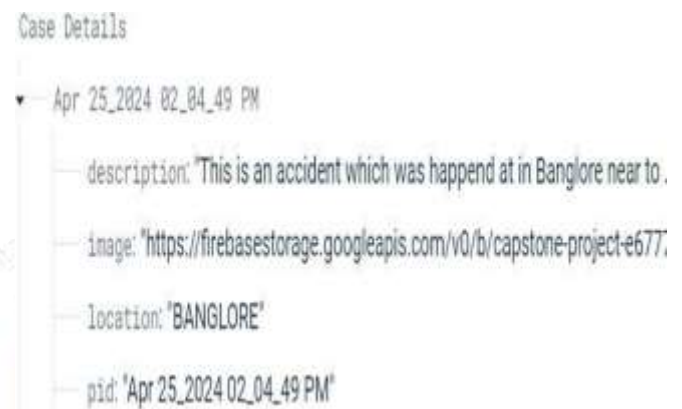 Case Details
Apr 25_2024 02_04_49 PM
description: "This is an accident which was happend at in Banglore near to .
image: "https://firebasestorage.googleapis.com/v0/b/capstone-project-e6777
location: "BANGLORE"
pid: "Apr 25_2024 02_04_49 PM"